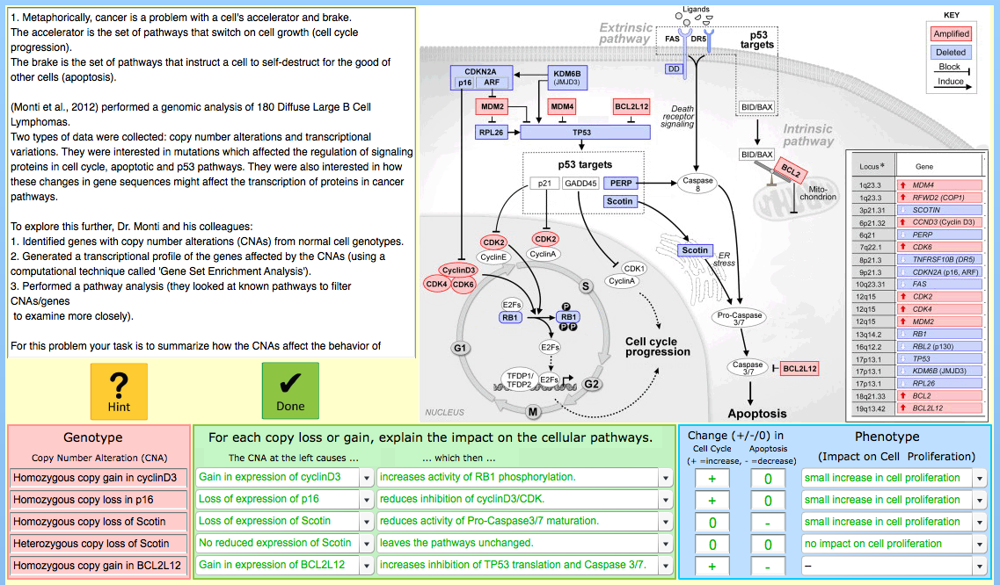 1. Metaphorically, cancer is a problem with a cell's accelerator and brake.
The accelerator is the set of pathways that switch on cell growth (cell cycle
progression).
The brake is the set of pathways that instruct a cell to self-destruct for the good of
other cells (apoptosis).
(Monti et al., 2012) performed a genomic analysis of 180 Diffuse Large B Cell
Lymphomas.
Two types of data were collected: copy number alterations and transcriptional
variations. They were interested in mutations which affected the regulation of signaling
proteins in cell cycle, apoptotic and p53 pathways. They were also interested in how
these changes in gene sequences might affect the transcription of proteins in cancer
pathways.
To explore this further, Dr. Monti and his colleagues:
1. Identified genes with copy number alterations (CNAs) from normal cell genotypes.
2. Generated a transcriptional profile of the genes affected by the CNAs (using a
computational technique called 'Gene Set Enrichment Analysis').
3. Performed a pathway analysis (they looked at known pathways to filter
CNAs/genes
to examine more closely).
For this problem your task is to summarize how the CNAs affect the behavior of
?
Hint
✔
Done
Ligands
Extrinsic
pathway
FAS
DR5
p53
targets
DD
BID/BAX
KEY
Amplified
Deleted
Block
Induce
CDKN2A
p16
ARF
KDM6B
(JMJD3)
MDM2
MDM4
BCL2L12
RPL26
TP53
Death
receptor
signaling
Intrinsic
pathway
BID/BAX
BCL2
Mito-
chondrion
p53 targets
p21
GADD45
PERP
Scotin
Caspase
8
CDK2
CyclinE
CDK2
CyclinA
Scotin
ER
stress
CyclinD3
CDK4
CDK6
CDK1
CyclinA
S
E2Fs
RB1
P
RB1
P
P
Pro-Caspase
3/7
G1
E2Fs
Cell cycle
progression
Caspase
3/7
BCL2L12
TFDP1/
TFDP2
E2Fs
G2
M
NUCLEUS
Apoptosis
Locus*
Gene
1q23.3 MDM4
1q23.3 RFWD2 (COP1)
3p21.31 SCOTIN
6p21.32 CCND3 (Cyclin D3)
6q21 PERP
7q22.1 CDK6
8p21.3 TNFRSF10B (DR5)
9p21.3 CDKN2A (p16, ARF)
10q23.31 FAS
12q15 CDK2
12q15 CDK4
12q15 MDM2
13q14.2 RB1
16q12.2 RBL2 (p130)
17p13.1 TP53
17p13.1 KDM6B (JMJD3)
17p13.1 RPL26
18q21.33 BCL2
19q13.42 BCL2L12
Genotype
Copy Number Alteration (CNA)
For each copy loss or gain, explain the impact on the cellular pathways.
The CNA at the left causes ...
... which then ...
Change (+/-/0) in
Cell Cycle
Apoptosis
(+ =increase, - =decrease)
Phenotype
(Impact on Cell Proliferation)
Homozygous copy gain in cyclinD3
Gain in expression of cyclinD3
increases activity of RB1 phosphorylation.
+
0
small increase in cell proliferation
Homozygous copy loss in p16
Loss of expression of p16
reduces inhibition of cyclinD3/CDK.
+
0
small increase in cell proliferation
Homozygous copy loss of Scotin
Loss of expression of Scotin
reduces activity of Pro-Caspase3/7 maturation.
0
-
small increase in cell proliferation
Heterozygous copy loss of Scotin
No reduced expression of Scotin
leaves the pathways unchanged.
0
0
no impact on cell proliferation
Homozygous copy gain in BCL2L12
Gain in expression of BCL2L12
increases inhibition of TP53 translation and Caspase 3/7.
+
-
–